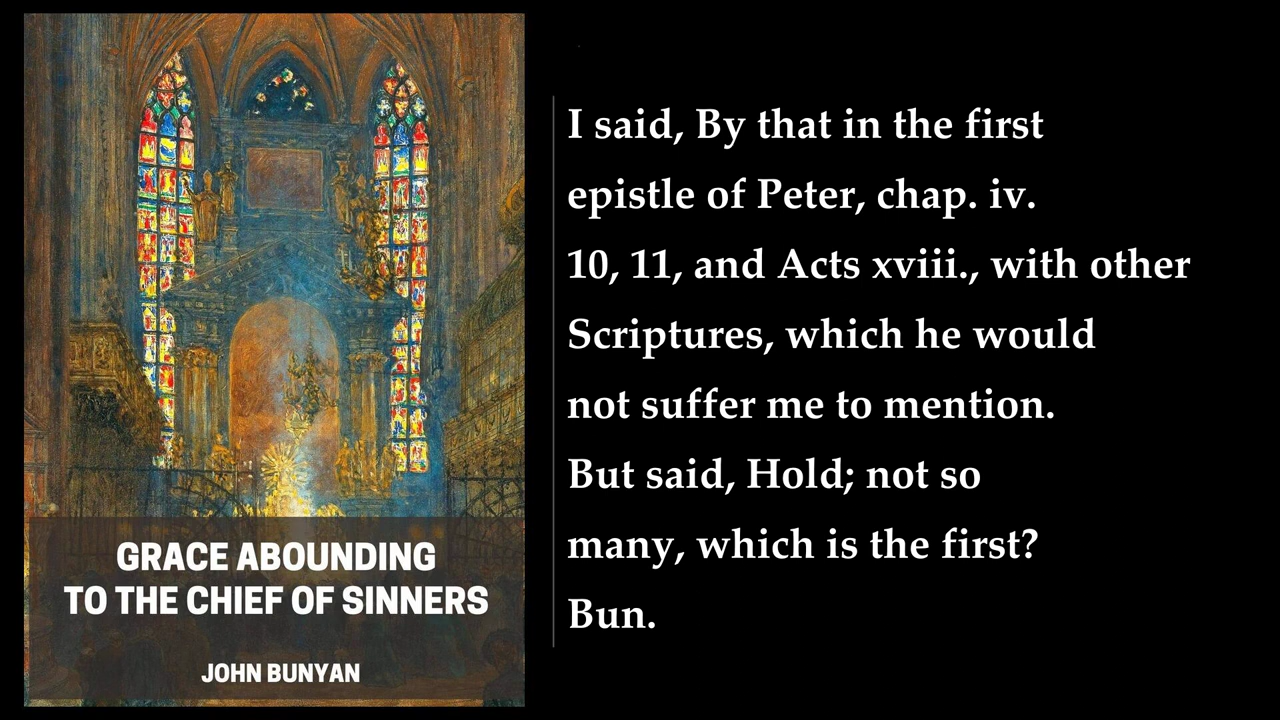 GRACE ABOUNDING
TO THE CHIEF OF SINNERS
JOHN BUNYAN
I said, By that in the first
epistle of Peter, chap. iv.
10, 11, and Acts xviii., with other
Scriptures, which he would
not suffer me to mention.
But said, Hold; not so
many, which is the first?
Bun.